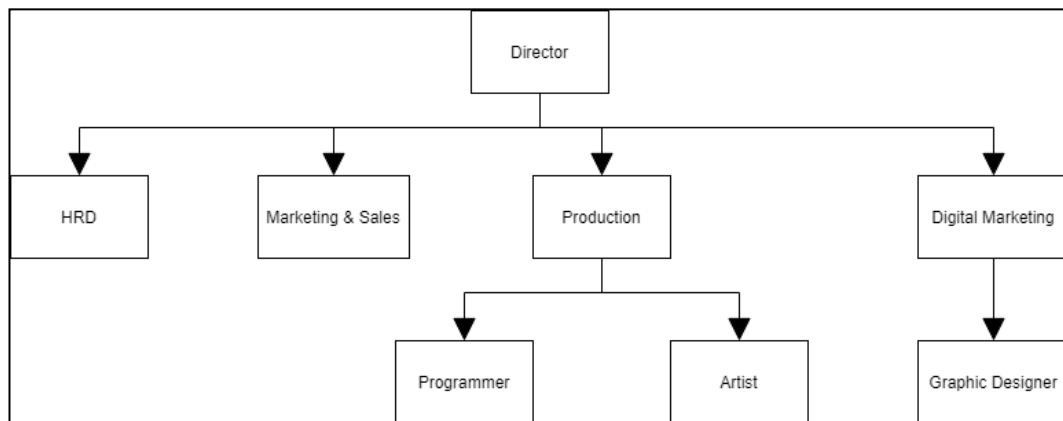 Director
HRD
Marketing & Sales
Production
Digital Marketing
Programmer
Artist
Graphic Designer